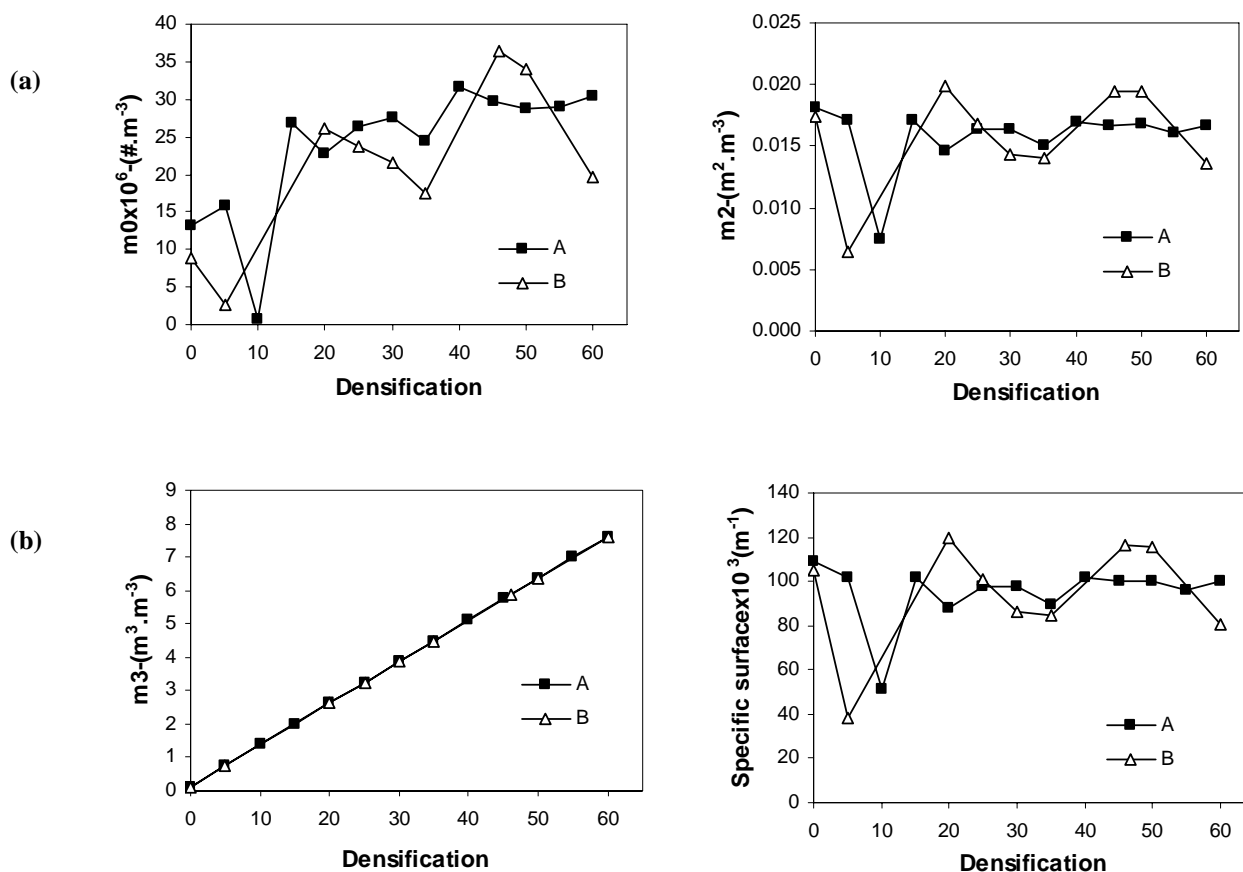 (a)
m0x10⁶-(#.m⁻³)
40
35
30
25
20
15
10
5
0
0 10 20 30 40 50 60
Densification
A
B
m2-(m².m⁻³)
0.025
0.020
0.015
0.010
0.005
0.000
0 10 20 30 40 50 60
Densification
A
B
(b)
m3-(m³.m⁻³)
9
8
7
6
5
4
3
2
1
0
0 10 20 30 40 50 60
Densification
A
B
Specific surfacex10³(m⁻¹)
140
120
100
80
60
40
20
0
0 10 20 30 40 50 60
Densification
A
B